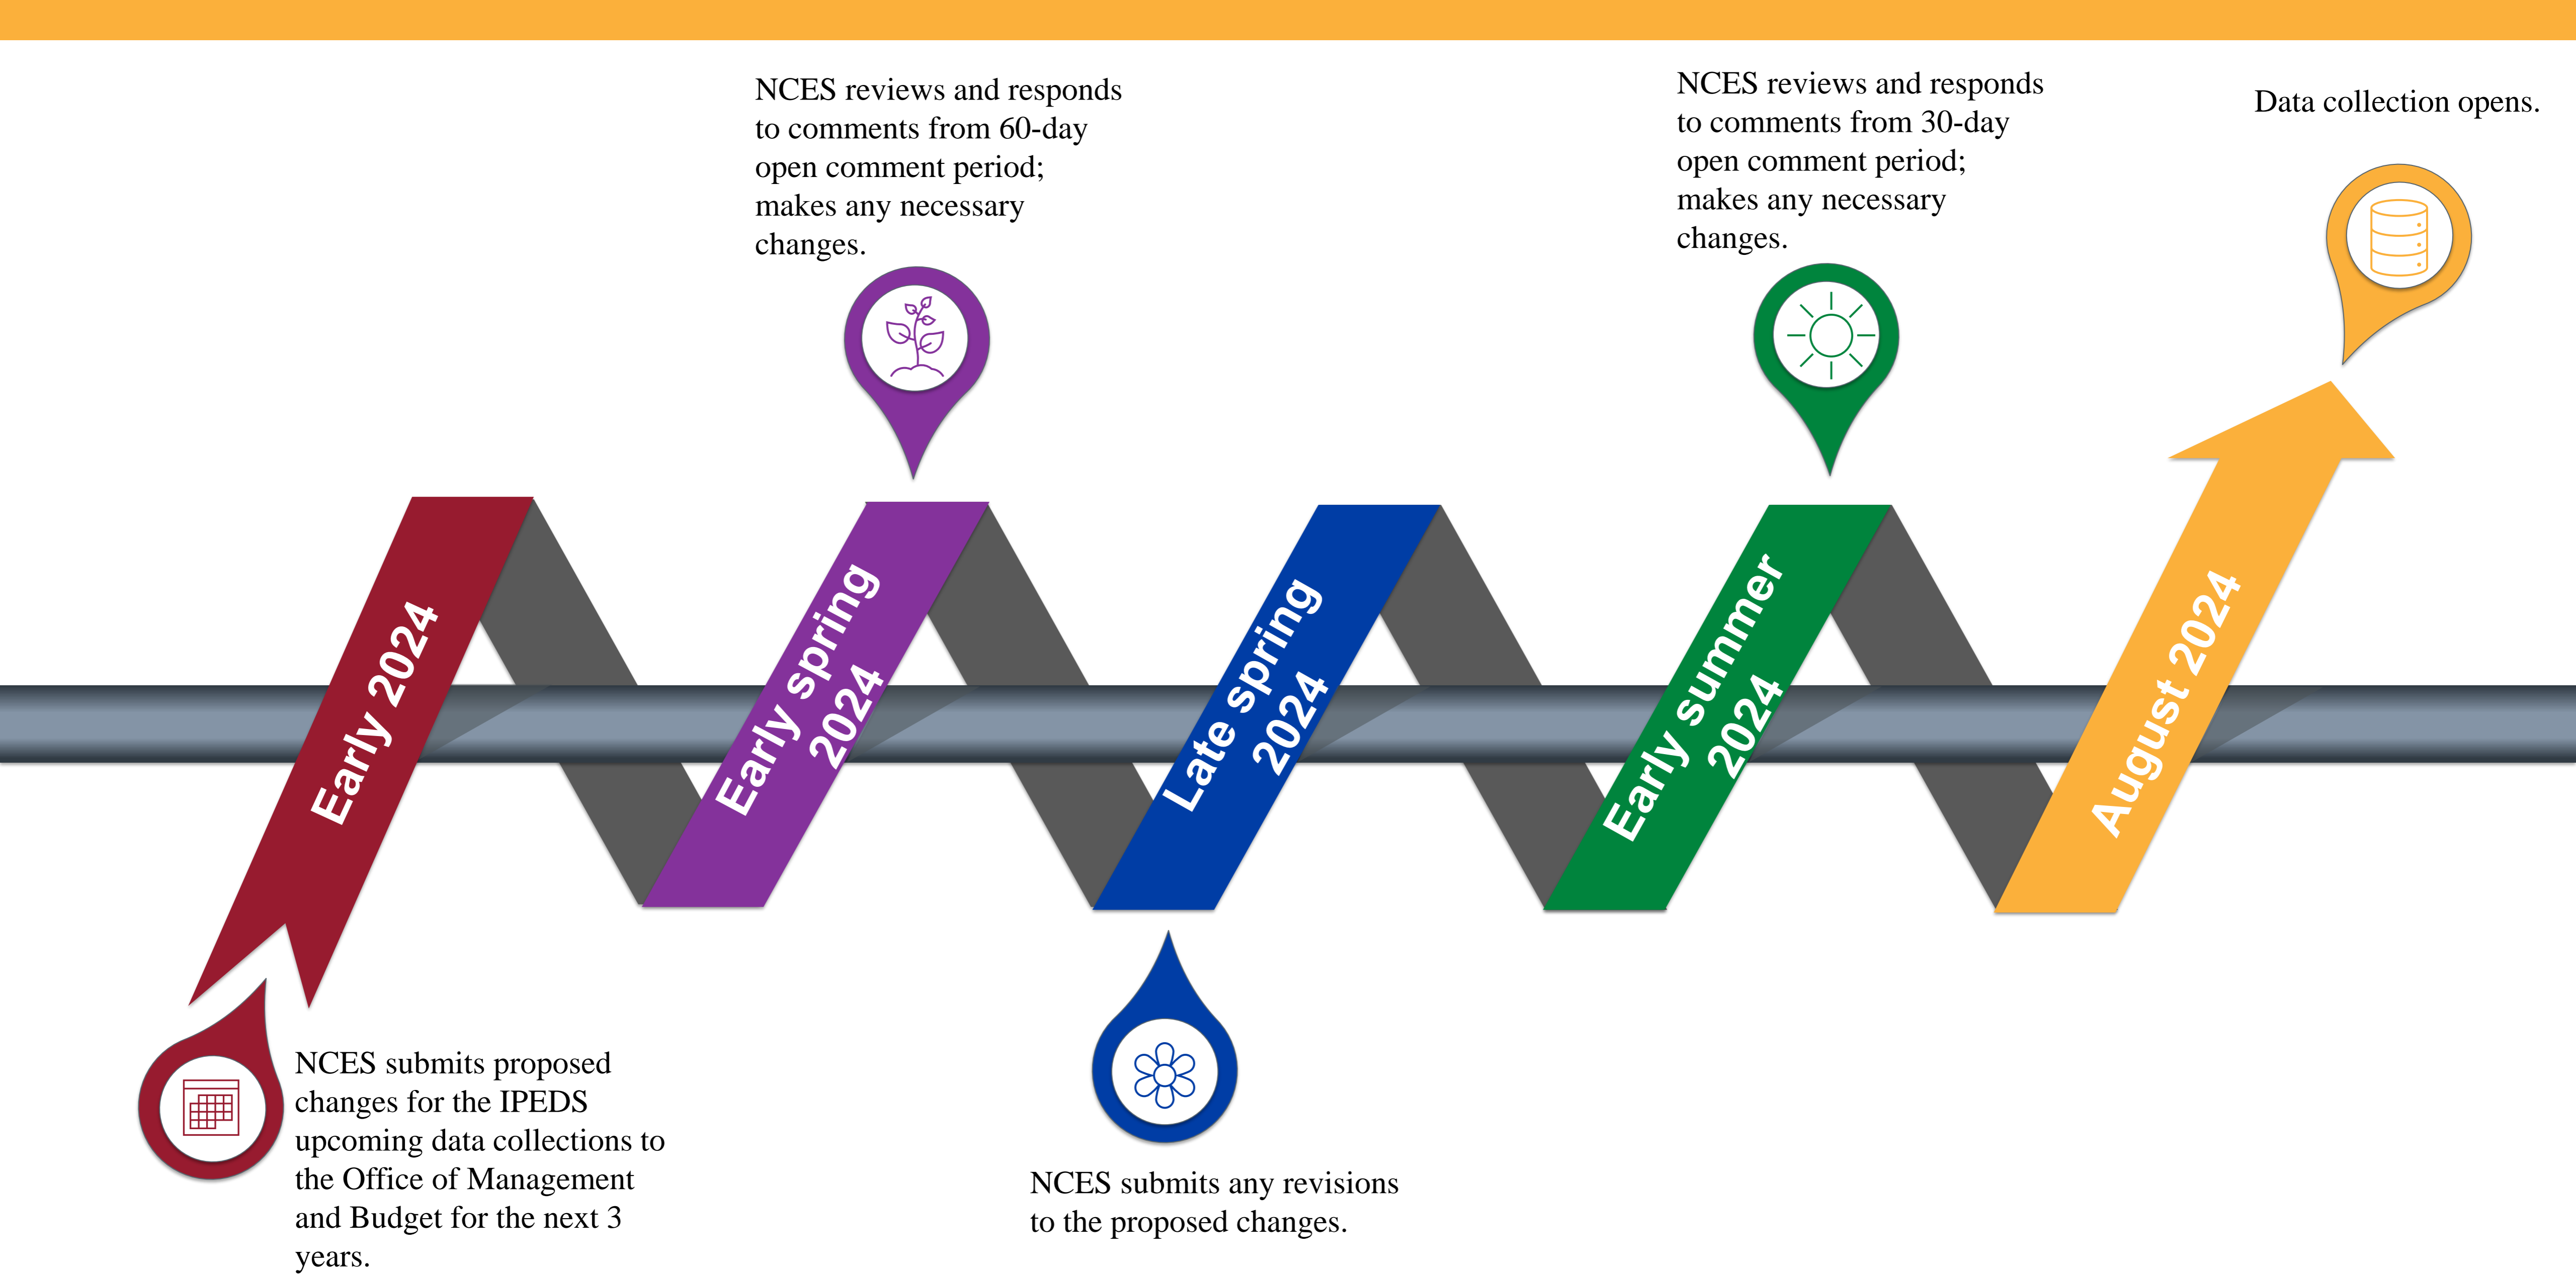 NCES reviews and responds
to comments from 60-day
open comment period;
makes any necessary
changes.
NCES reviews and responds
to comments from 30-day
open comment period;
makes any necessary
changes.
Data collection opens.
Early 2024
Early spring
2024
Late spring
2024
Early summer
2024
August 2024
NCES submits proposed
changes for the IPEDS
upcoming data collections to
the Office of Management
and Budget for the next 3
years.
NCES submits any revisions
to the proposed changes.